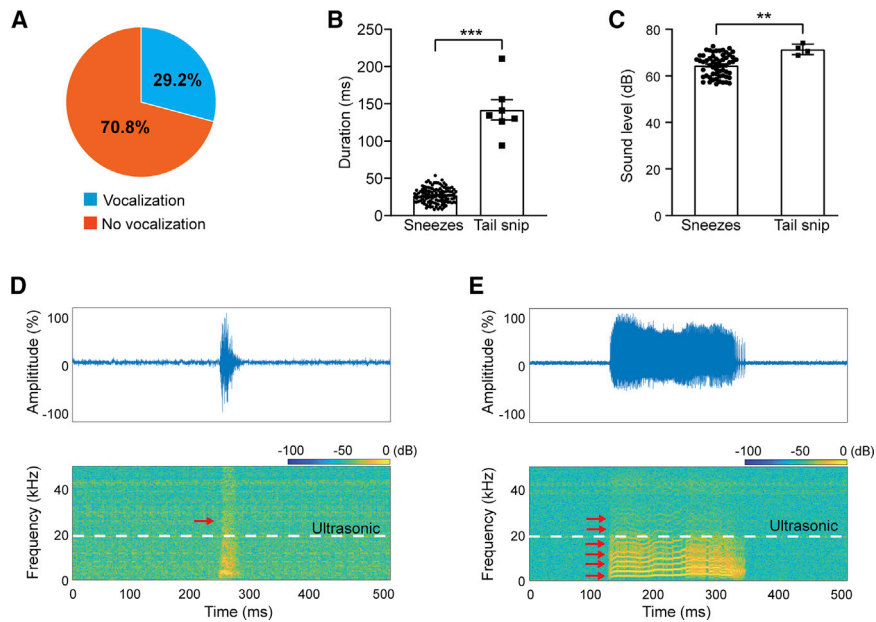 A
29.2%
70.8%
Vocalization
No vocalization
B
***
Duration (ms)
250
200
150
100
50
0
Sneezes Tail snip
C
**
Sound level (dB)
80
60
40
20
0
Sneezes Tail snip
D
Amplititude (%)
100
0
-100
-100 -50 0 (dB)
Frequency (kHz)
40
20
0
Ultrasonic
0 100 200 300 400 500
Time (ms)
E
Amplititude (%)
100
0
-100
-100 -50 0 (dB)
Frequency (kHz)
40
20
0
Ultrasonic
0 100 200 300 400 500
Time (ms)